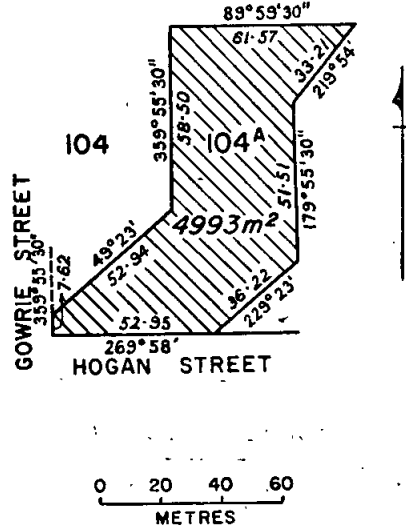 89°59'30"
61·57
33·21
219°54'
359°55'30"
58·50
104
104A
51·51
179°55'30"
4993m²
49°23'
52·94
GOWRIE STREET
359°55'30"
7·62
36·22
229°23'
52·95
269°58'
HOGAN STREET
0 20 40 60
METRES